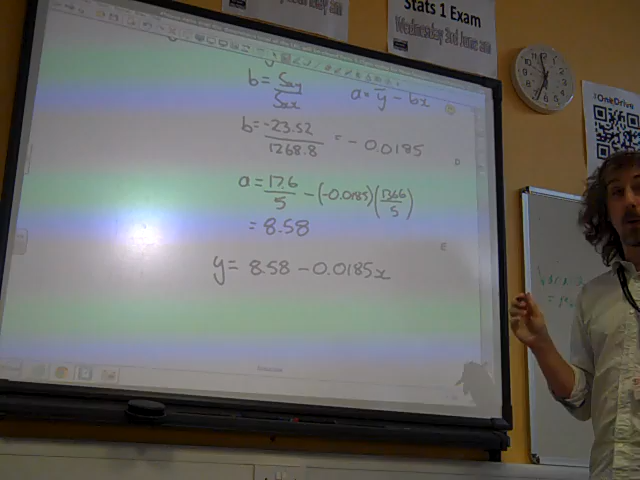 Stats 1 Exam
Wednesday 3rd June am
OneDrive
b = Sxy / Sxx    a = ȳ - bx̄
b = -23.52 / 1268.8 = -0.0185
a = 17.6 / 5 - (-0.0185)(1366 / 5)
= 8.58
y = 8.58 - 0.0185x